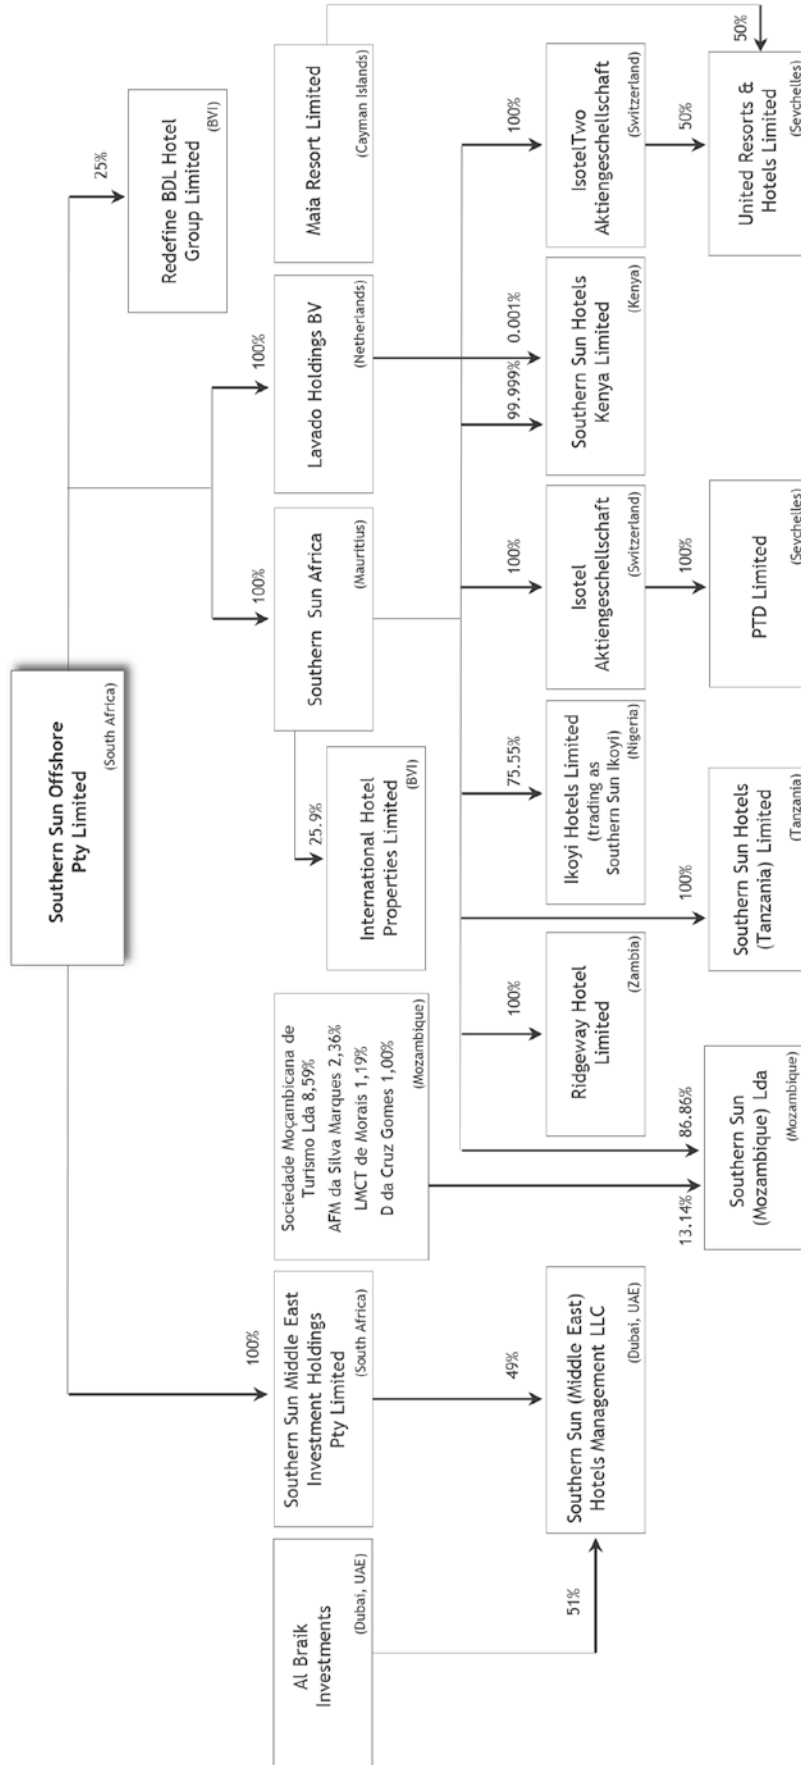 Southern Sun Offshore
Pty Limited
(South Africa)
25%
Redefine BDL Hotel
Group Limited
(BVI)
100%
100%
100%
Al Braik
Investments
(Dubai, UAE)
Southern Sun Middle East
Investment Holdings
Pty Limited
(South Africa)
Sociedade Moçambicana de
Turismo Lda 8,59%
AFM da Silva Marques 2,36%
LMCT de Morais 1,19%
D da Cruz Gomes 1,00%
(Mozambique)
25.9%
International Hotel
Properties Limited
(BVI)
Southern Sun Africa
(Mauritius)
Lavado Holdings BV
(Netherlands)
Maia Resort Limited
(Cayman Islands)
51%
49%
100%
75.55%
100%
99.999%
0.001%
100%
Southern Sun (Middle East)
Hotels Management LLC
(Dubai, UAE)
Ridgeway Hotel
Limited
(Zambia)
Ikoyi Hotels Limited
(trading as
Southern Sun Ikoyi)
(Nigeria)
Isotel
Aktiengeschellschaft
(Switzerland)
Southern Sun Hotels
Kenya Limited
(Kenya)
IsotelTwo
Aktiengeschellschaft
(Switzerland)
13.14%
86.86%
100%
100%
50%
50%
Southern Sun
(Mozambique) Lda
(Mozambique)
Southern Sun Hotels
(Tanzania) Limited
(Tanzania)
PTD Limited
(Seychelles)
United Resorts &
Hotels Limited
(Seychelles)